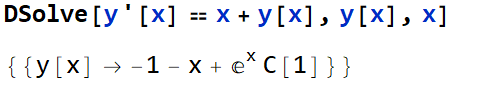 DSolve[y'[x] == x + y[x], y[x], x]
{{y[x] → -1 - x + ⅇ^x C[1]}}